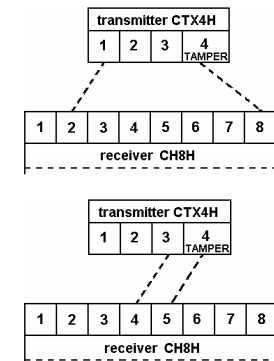 transmitter CTX4H
1 2 3 4
TAMPER
1 2 3 4 5 6 7 8
receiver CH8H
transmitter CTX4H
1 2 3 4
TAMPER
1 2 3 4 5 6 7 8
receiver CH8H